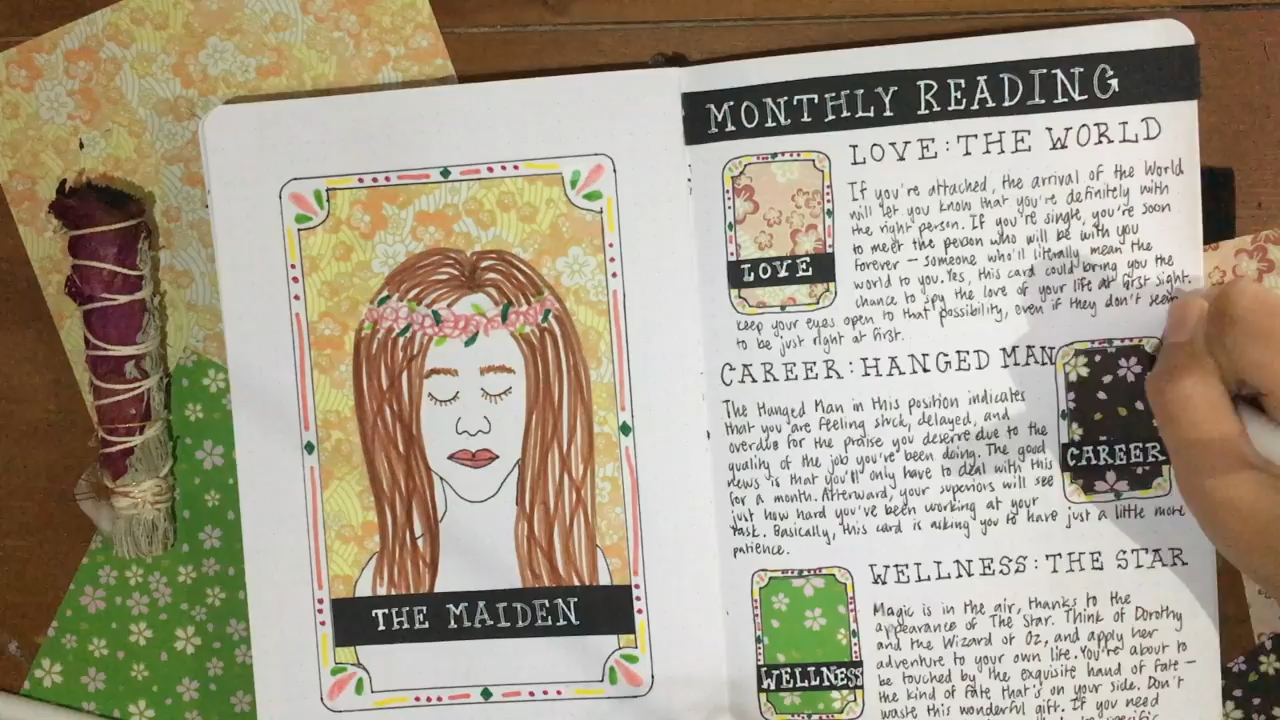 THE MAIDEN
MONTHLY READING
LOVE: THE WORLD
LOVE
If you're attached, the arrival of the World
will let you know that you're definitely with
the right person. If you're single, you're soon
to meet the person who will be with you
forever — someone who'll literally mean the
world to you. Yes, this card could bring you the
chance to spy the love of your life at first sight.
Keep your eyes open to that possibility, even if they don't seem
to be just right at first.
CAREER: HANGED MAN
CAREER
The Hanged Man in this position indicates
that you are feeling stuck, delayed, and
overdue for the praise you deserve due to the
quality of the job you've been doing. The good
news is that you'll only have to deal with this
for a month. Afterward, your superiors will see
just how hard you've been working at your
task. Basically, this card is asking you to have just a little more
patience.
WELLNESS: THE STAR
WELLNESS
Magic is in the air, thanks to the
appearance of The Star. Think of Dorothy
and the Wizard of Oz, and apply her
adventure to your own life. You're about to
be touched by the exquisite hand of fate —
the kind of fate that's on your side. Don't
waste this wonderful gift. If you need